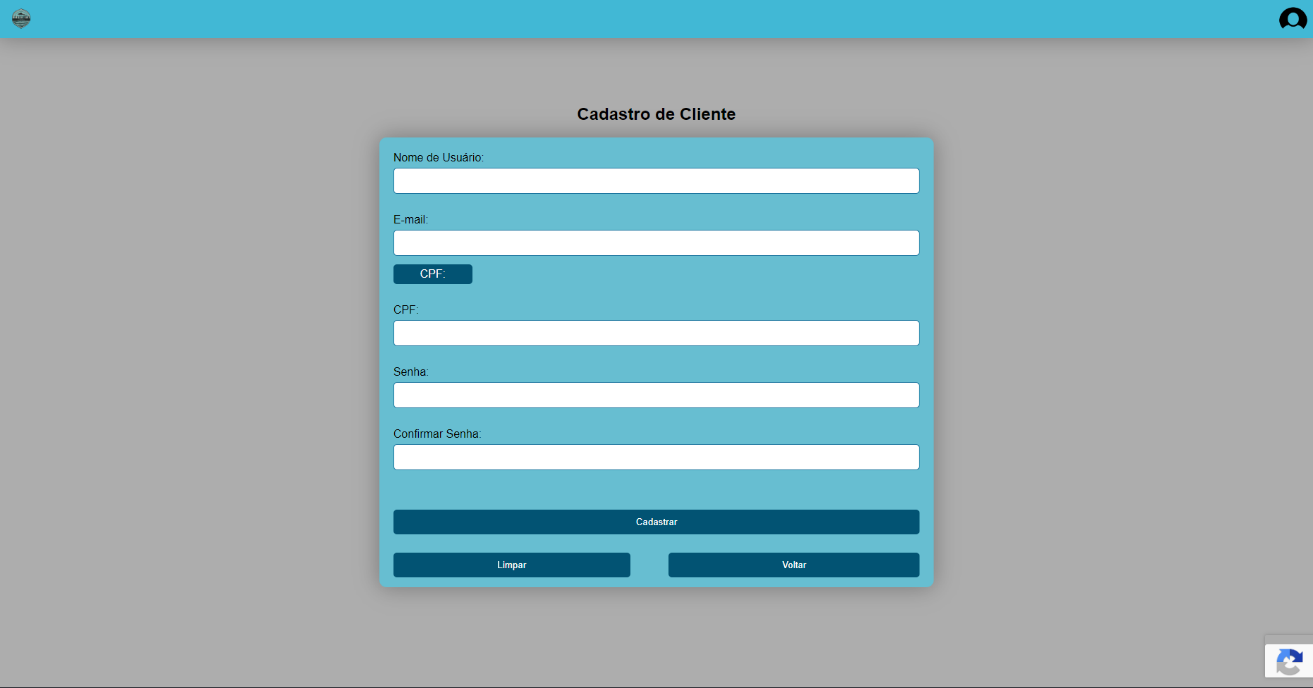 Cadastro de Cliente
Nome de Usuário:
E-mail:
CPF:
CPF:
Senha:
Confirmar Senha:
Cadastrar
Limpar Voltar